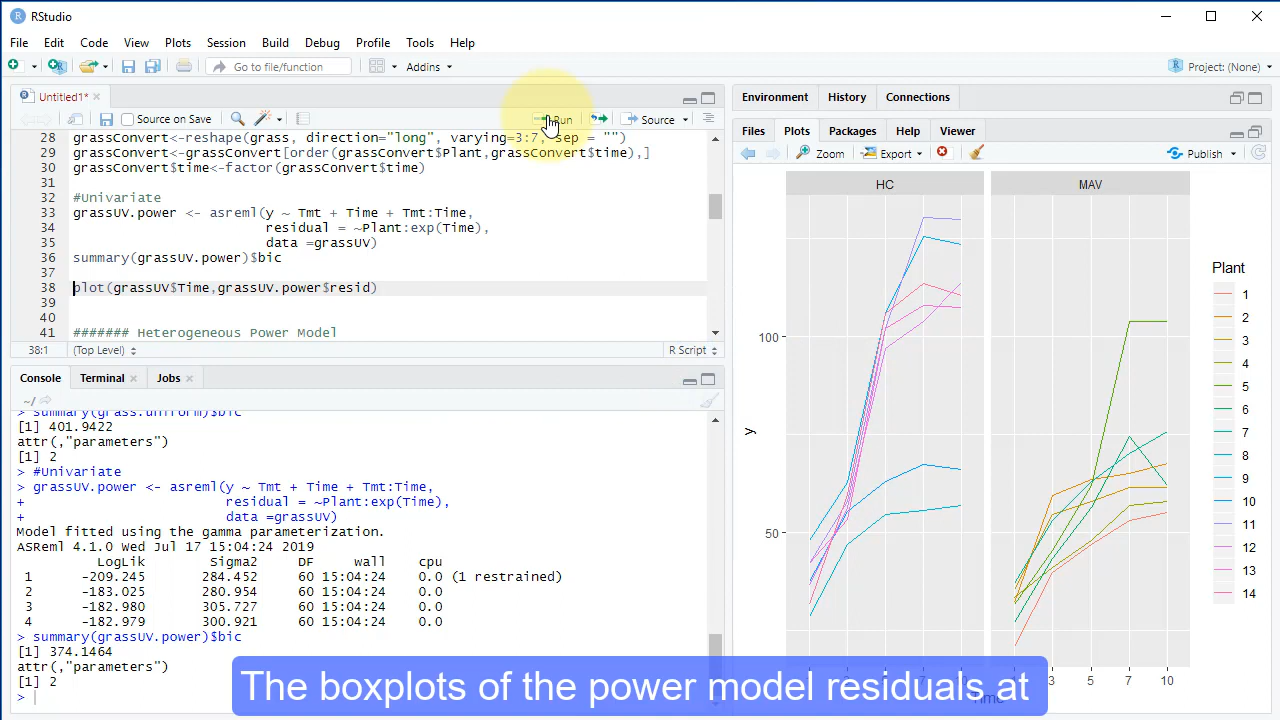 RStudio
File Edit Code View Plots Session Build Debug Profile Tools Help
Go to file/function Addins Project: (None)
Untitled1*
Source on Save Run Source
28 grassConvert<-reshape(grass, direction="long", varying=3:7, sep = "")
29 grassConvert<-grassConvert[order(grassConvert$Plant,grassConvert$time),]
30 grassConvert$time<-factor(grassConvert$time)
31
32 #Univariate
33 grassUV.power <- asreml(y ~ Tmt + Time + Tmt:Time,
34 residual = ~Plant:exp(Time),
35 data =grassUV)
36 summary(grassUV.power)$bic
37
38 plot(grassUV$Time,grassUV.power$resid)
39
40
41 ####### Heterogeneous Power Model
38:1 (Top Level) R Script
Console Terminal Jobs
~/
> summary(grass.uniform)$bic
[1] 401.9422
attr(,"parameters")
[1] 2
> #Univariate
> grassUV.power <- asreml(y ~ Tmt + Time + Tmt:Time,
+ residual = ~Plant:exp(Time),
+ data =grassUV)
Model fitted using the gamma parameterization.
ASReml 4.1.0 Wed Jul 17 15:04:24 2019
LogLik Sigma2 DF wall cpu
1 -209.245 284.452 60 15:04:24 0.0 (1 restrained)
2 -183.025 280.954 60 15:04:24 0.0
3 -182.980 305.727 60 15:04:24 0.0
4 -182.979 300.921 60 15:04:24 0.0
> summary(grassUV.power)$bic
[1] 374.1464
attr(,"parameters")
[1] 2
>
Environment History Connections
Files Plots Packages Help Viewer
Zoom Export Publish
HC MAV
y
100
50
5 7 10
Time
Plant
1
2
3
4
5
6
7
8
9
10
11
12
13
14
The boxplots of the power model residuals at